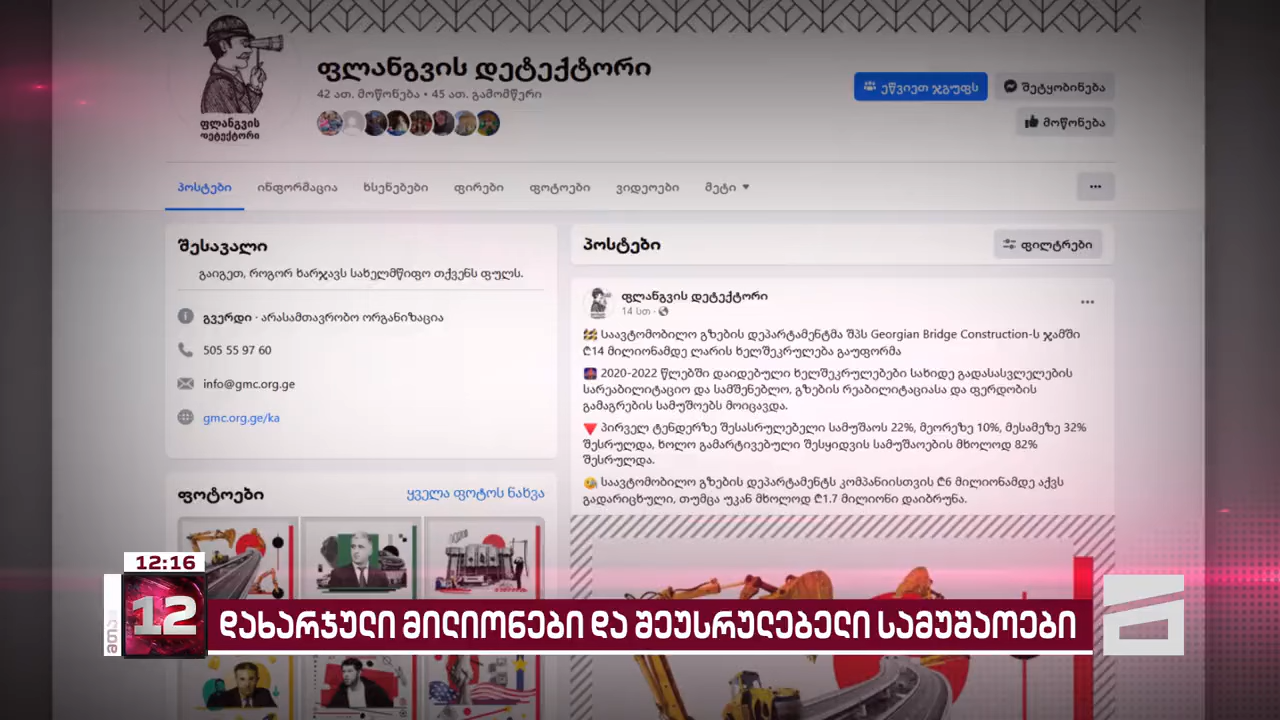 ფლანგვის
დეტექტორი
ფლანგვის დეტექტორი
42 ათ. მოწონება • 45 ათ. გამომწერი
ეწვიეთ ჯგუფს
შეტყობინება
მოწონება
პოსტები
ინფორმაცია
ხსენებები
ფირები
ფოტოები
ვიდეოები
მეტი
შესავალი
გაიგეთ, როგორ ხარჯავს სახელმწიფო თქვენს ფულს.
გვერდი · არასამთავრობო ორგანიზაცია
505 55 97 60
info@gmc.org.ge
gmc.org.ge/ka
ფოტოები
ყველა ფოტოს ნახვა
პოსტები
ფილტრები
ფლანგვის დეტექტორი
14 სთ ·
საავტომობილო გზების დეპარტამენტმა შპს Georgian Bridge Construction-ს ჯამში
₾14 მილიონამდე ლარის ხელშეკრულება გაუფორმა
2020-2022 წლებში დაიდებული ხელშეკრულებები სახიდე გადასასვლელების
სარეაბილიტაციო და სამშენებლო, გზების რეაბილიტაციასა და ფერდობის
გამაგრების სამუშოებს მოიცავდა.
პირველ ტენდერზე შესასრულებელი სამუშაოს 22%, მეორეზე 10%, მესამეზე 32%
შესრულდა, ხოლო გამარტივებული შესყიდვის სამუშაოების მხოლოდ 82%
შესრულდა.
საავტომობილო გზების დეპარტამენტს კომპანიისთვის ₾6 მილიონამდე აქვს
გადარიცხული, თუმცა უკან მხოლოდ ₾1.7 მილიონი დაიბრუნა.
12:16
12
დახარჯული მილიონები და შეუსრულებელი სამუშაოები